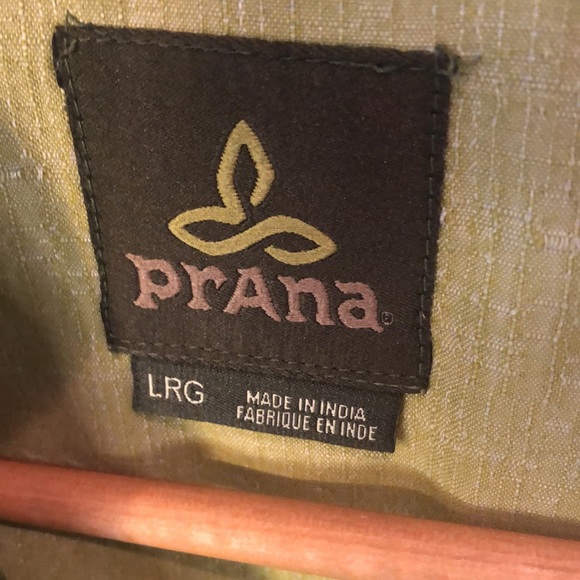 prAna®
LRG
MADE IN INDIA
FABRIQUE EN INDE